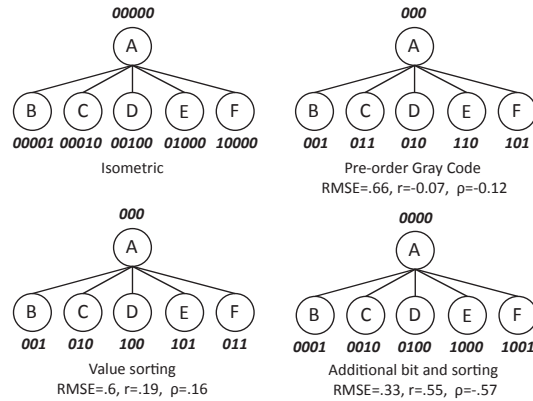 00000
A
B C D E F
00001 00010 00100 01000 10000
Isometric
000
A
B C D E F
001 011 010 110 101
Pre-order Gray Code
RMSE=.66, r=-0.07, ρ=-0.12
000
A
B C D E F
001 010 100 101 011
Value sorting
RMSE=.6, r=.19, ρ=.16
0000
A
B C D E F
0001 0010 0100 1000 1001
Additional bit and sorting
RMSE=.33, r=.55, ρ=-.57